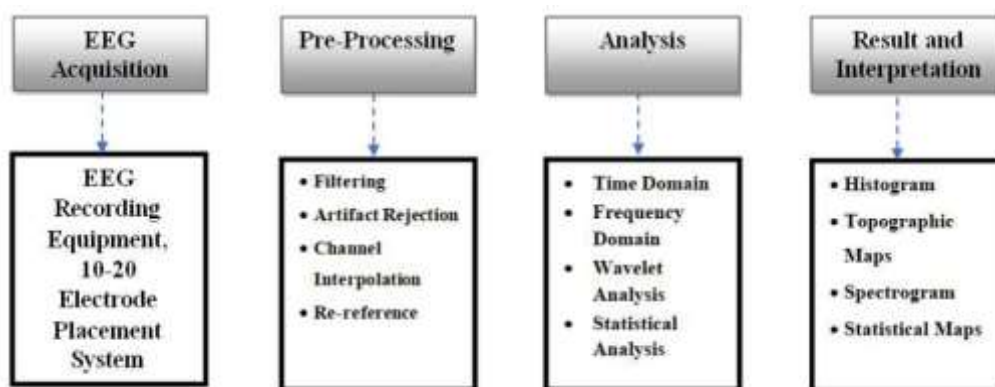 EEG
Acquisition
Pre-Processing
Analysis
Result and
Interpretation
EEG
Recording
Equipment,
10-20
Electrode
Placement
System
• Filtering
• Artifact Rejection
• Channel
Interpolation
• Re-reference
• Time Domain
• Frequency
Domain
• Wavelet
Analysis
• Statistical
Analysis
• Histogram
• Topographic
Maps
• Spectrogram
• Statistical Maps